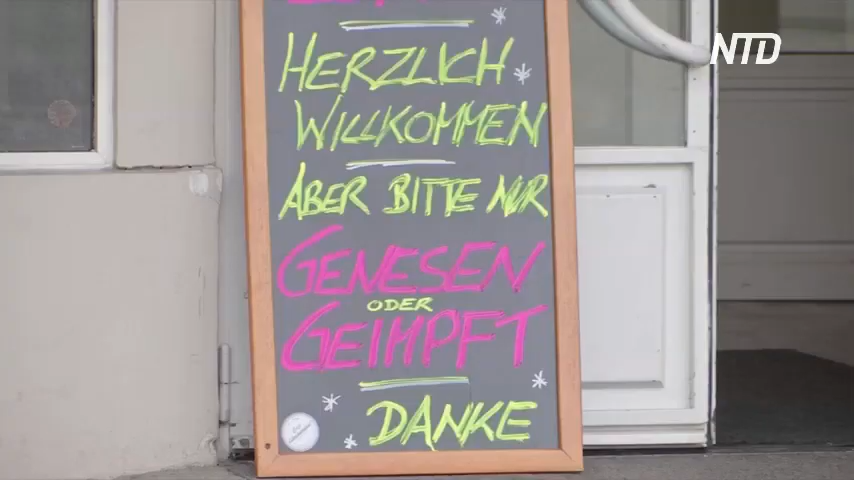 NTD
HERZLICH
WILLKOMMEN
ABER BITTE NUR
GENESEN
ODER
GEIMPFT
DANKE